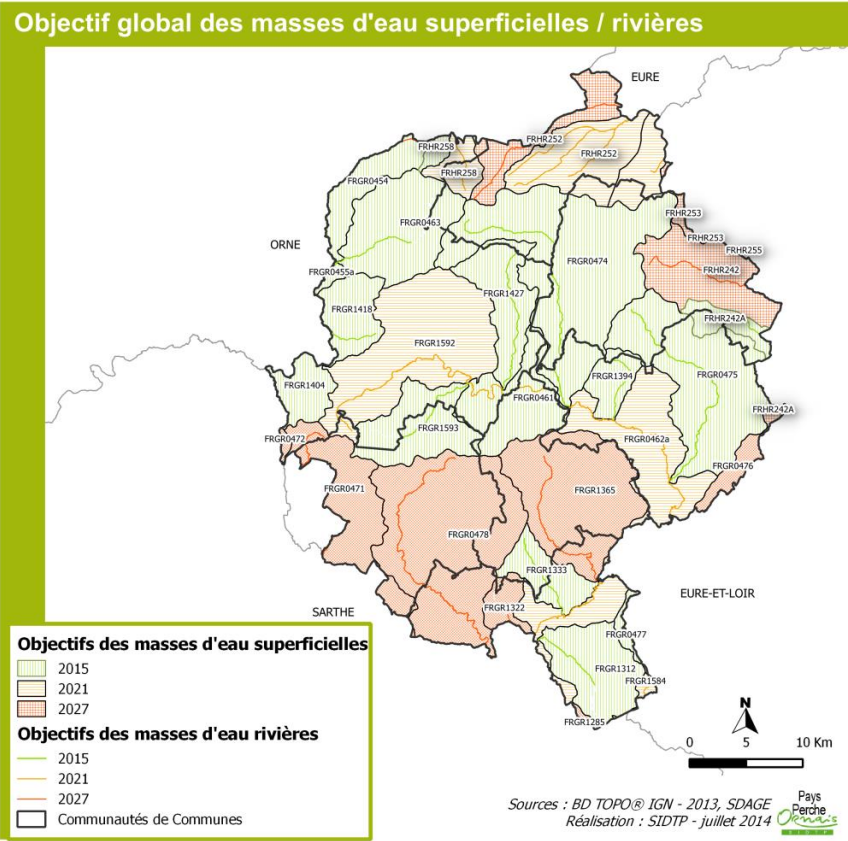 Objectif global des masses d'eau superficielles / rivières
EURE
FRHR252
FRHR258
FRHR252
FRHR258
FRGR0454
FRHR253
FRGR0463
FRHR253
ORNE
FRHR255
FRGR0474
FRHR242
FRGR0455a
FRGR1427
FRGR1418
FRHR242A
FRGR1592
FRGR1394
FRGR0475
FRGR1404
FRGR0461
FRHR242A
FRGR1593
FRGR0472
FRGR0462a
FRGR0476
FRGR0471
FRGR1365
FRGR0478
FRGR1333
EURE-ET-LOIR
SARTHE
FRGR1322
FRGR0477
FRGR1312
FRGR1584
FRGR1285
Objectifs des masses d'eau superficielles
2015
2021
2027
Objectifs des masses d'eau rivières
2015
2021
2027
Communautés de Communes
N
0 5 10 Km
Sources : BD TOPO® IGN - 2013, SDAGE
Réalisation : SIDTP - juillet 2014
Pays
Perche
Ornais
SIDTP